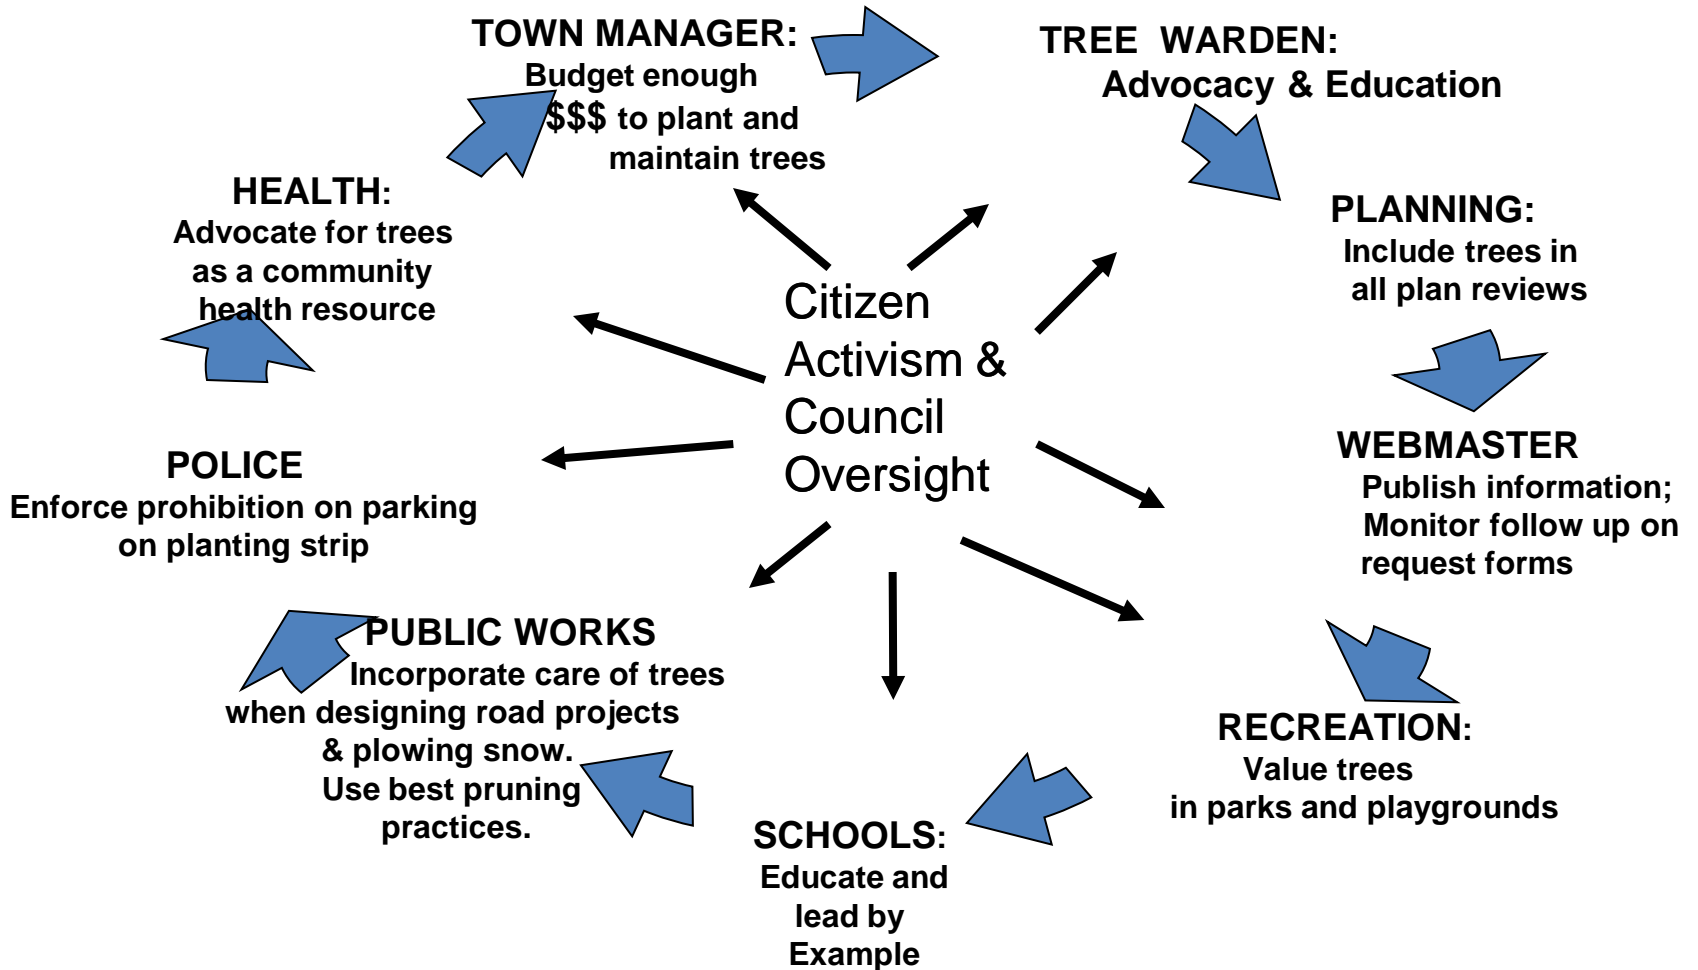 TOWN MANAGER:
Budget enough
$$$ to plant and
maintain trees
TREE WARDEN:
Advocacy & Education
PLANNING:
Include trees in
all plan reviews
WEBMASTER
Publish information;
Monitor follow up on
request forms
RECREATION:
Value trees
in parks and playgrounds
SCHOOLS:
Educate and
lead by
Example
PUBLIC WORKS
Incorporate care of trees
when designing road projects
& plowing snow.
Use best pruning
practices.
POLICE
Enforce prohibition on parking
on planting strip
HEALTH:
Advocate for trees
as a community
health resource
Citizen
Activism &
Council
Oversight